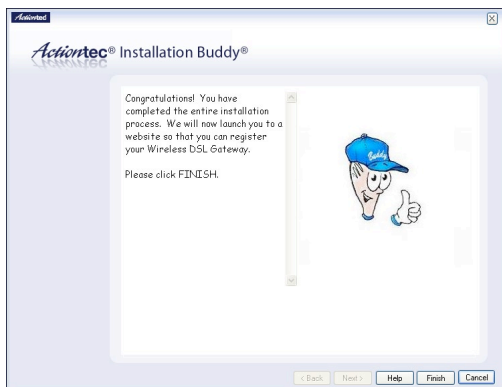 Actiontec
Actiontec® Installation Buddy®
Congratulations! You have
completed the entire installation
process. We will now launch you to a
website so that you can register
your Wireless DSL Gateway.
Please click FINISH.
Buddy
< Back Next > Help Finish Cancel